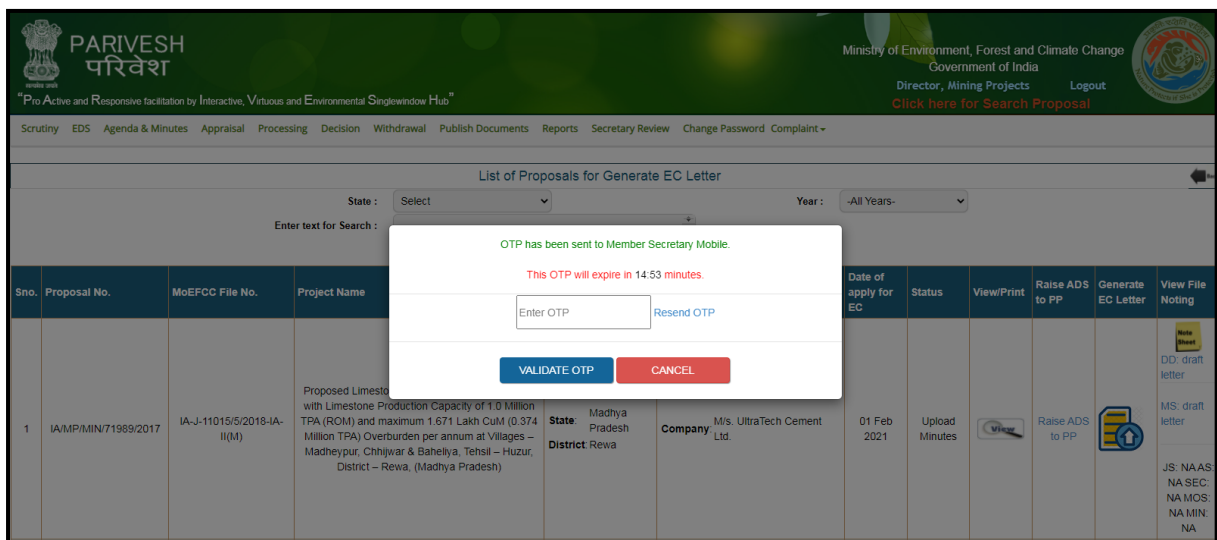 PARIVESH
परिवेश
सत्यमेव जयते
"Pro Active and Responsive facilitation by Interactive, Virtuous and Environmental Singlewindow Hub"
Ministry of Environment, Forest and Climate Change
Government of India
Director, Mining Projects Logout
Click here for Search Proposal
Scrutiny EDS Agenda & Minutes Appraisal Processing Decision Withdrawal Publish Documents Reports Secretary Review Change Password Complaint
List of Proposals for Generate EC Letter
State : Select Year : -All Years-
Enter text for Search :
OTP has been sent to Member Secretary Mobile.
This OTP will expire in 14:53 minutes.
Enter OTP Resend OTP
VALIDATE OTP CANCEL
Sno. Proposal No. MoEFCC File No. Project Name Date of apply for EC Status View/Print Raise ADS to PP Generate EC Letter View File Noting
1 IA/MP/MIN/71989/2017
IA-J-11015/5/2018-IA-
II(M)
Proposed Limesto
with Limestone Production Capacity of 1.0 Million
TPA (ROM) and maximum 1.671 Lakh CuM (0.374
Million TPA) Overburden per annum at Villages –
Madheypur, Chhijwar & Baheliya, Tehsil – Huzur,
District – Rewa, (Madhya Pradesh)
State: Madhya
Pradesh
District: Rewa
Company: M/s. UltraTech Cement
Ltd.
01 Feb
2021
Upload
Minutes
View
Raise ADS
to PP
Note
Sheet
DD: draft
letter
MS: draft
letter
JS: NA AS:
NA SEC:
NA MOS:
NA MIN:
NA